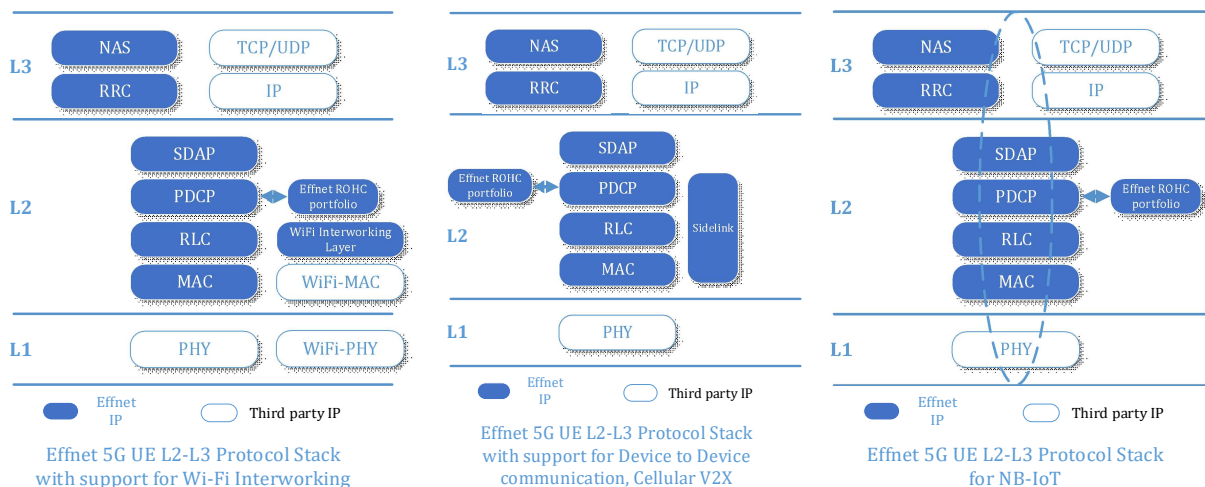 NAS
TCP/UDP
L3
RRC
IP
SDAP
PDCP
Effnet ROHC
portfolio
L2
RLC
WiFi Interworking
Layer
MAC
WiFi-MAC
L1
PHY
WiFi-PHY
Effnet
IP
Third party IP
Effnet 5G UE L2-L3 Protocol Stack
with support for Wi-Fi Interworking
NAS
TCP/UDP
L3
RRC
IP
SDAP
Effnet ROHC
portfolio
PDCP
L2
RLC
Sidelink
MAC
L1
PHY
Effnet
IP
Third party IP
Effnet 5G UE L2-L3 Protocol Stack
with support for Device to Device
communication, Cellular V2X
NAS
TCP/UDP
L3
RRC
IP
SDAP
PDCP
Effnet ROHC
portfolio
L2
RLC
MAC
L1
PHY
Effnet
IP
Third party IP
Effnet 5G UE L2-L3 Protocol Stack
for NB-IoT